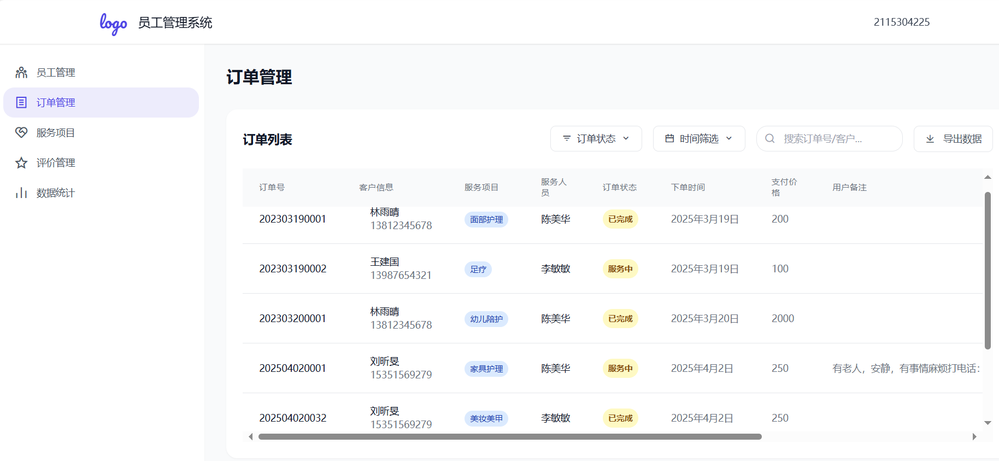 logo 员工管理系统 2115304225
员工管理
订单管理
服务项目
评价管理
数据统计
订单管理
订单列表 订单状态 时间筛选 搜索订单号/客户... 导出数据
订单号 客户信息 服务项目 服务人员 订单状态 下单时间 支付价格 用户备注
202303190001 林雨晴 13812345678 面部护理 陈美华 已完成 2025年3月19日 200
202303190002 王建国 13987654321 足疗 李敏敏 服务中 2025年3月19日 100
202303200001 林雨晴 13812345678 幼儿陪护 陈美华 已完成 2025年3月20日 2000
202504020001 刘昕旻 15351569279 家具护理 陈美华 服务中 2025年4月2日 250 有老人，安静，有事情麻烦打电话：
202504020032 刘昕旻 15351569279 美妆美甲 李敏敏 已完成 2025年4月2日 250